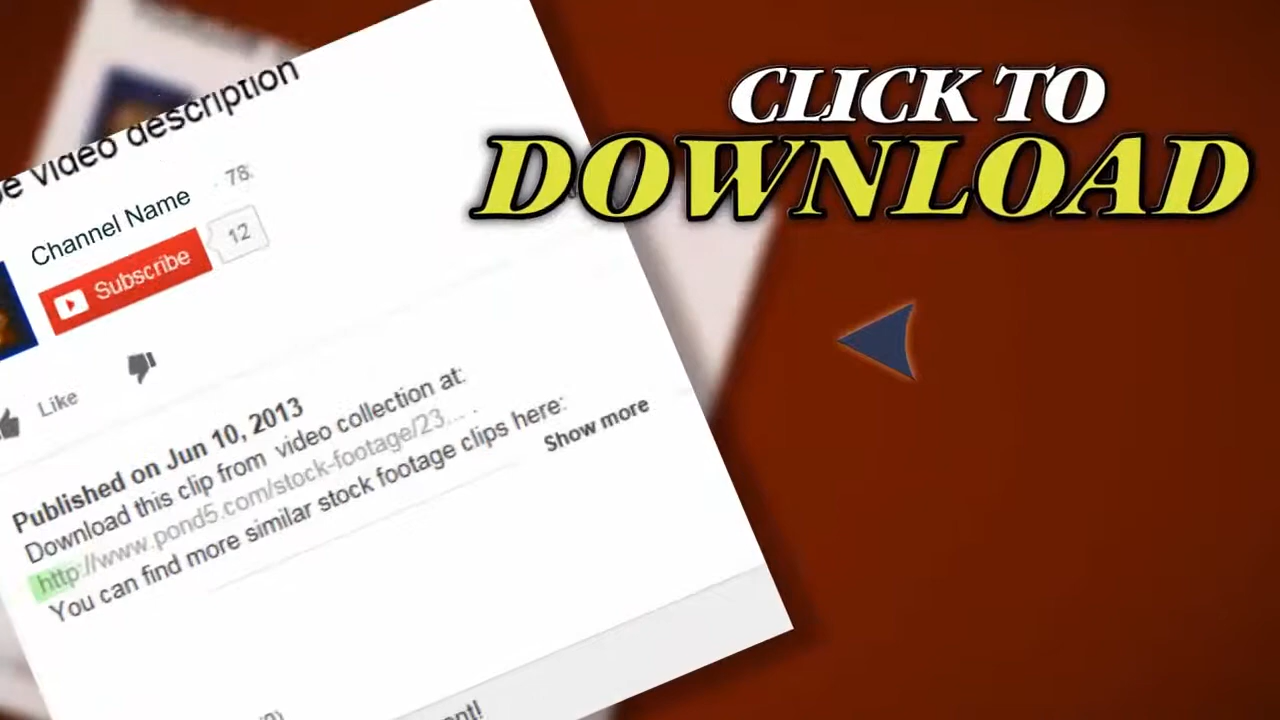 CLICK TO
DOWNLOAD
video description
Channel Name
78
Subscribe
12
Like
Published on Jun 10, 2013
Download this clip from video collection at:
http://www.pond5.com/stock-footage/23...
You can find more similar stock footage clips here:
Show more